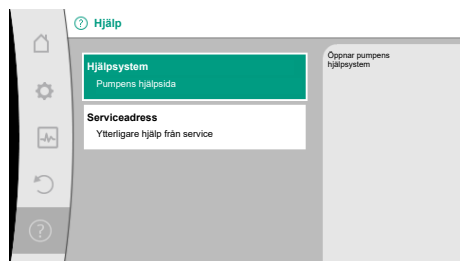 Hjälp
Hjälpsystem
Pumpens hjälpsida
Serviceadress
Ytterligare hjälp från service
Öppnar pumpens
hjälpsystem